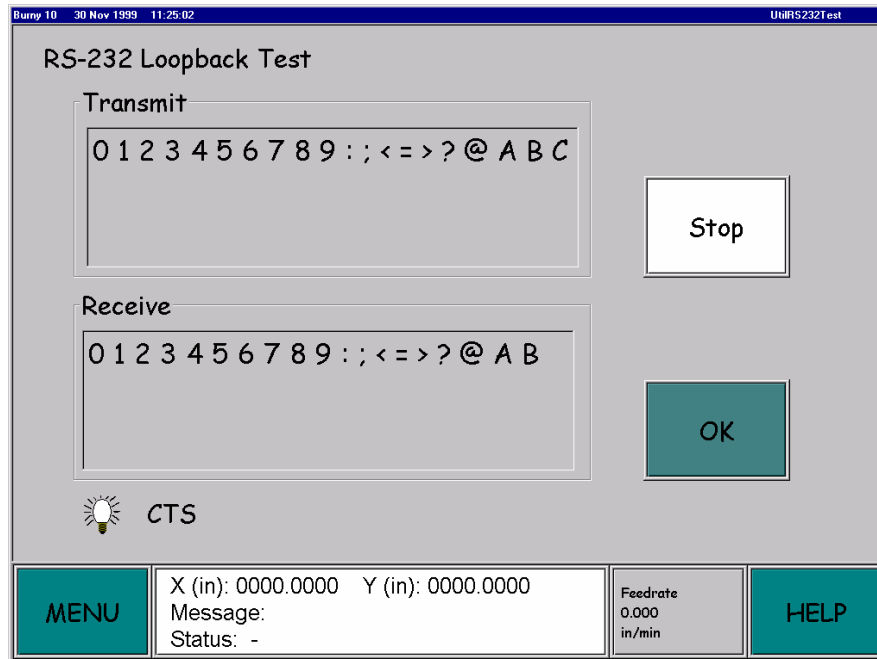 Burny 10 30 Nov 1999 11:25:02 UtilRS232Test
RS-232 Loopback Test
Transmit
0 1 2 3 4 5 6 7 8 9 : ; < = > ? @ A B C
Stop
Receive
0 1 2 3 4 5 6 7 8 9 : ; < = > ? @ A B
OK
CTS
MENU
X (in): 0000.0000 Y (in): 0000.0000
Message:
Status: -
Feedrate
0.000
in/min
HELP